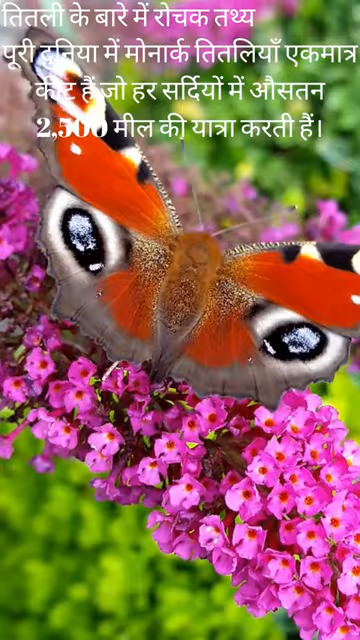 तितली के बारे में रोचक तथ्य
पूरी दुनिया में मोनार्क तितलियाँ एकमात्र
कीट हैं जो हर सर्दियों में औसतन
2,500 मील की यात्रा करती हैं।